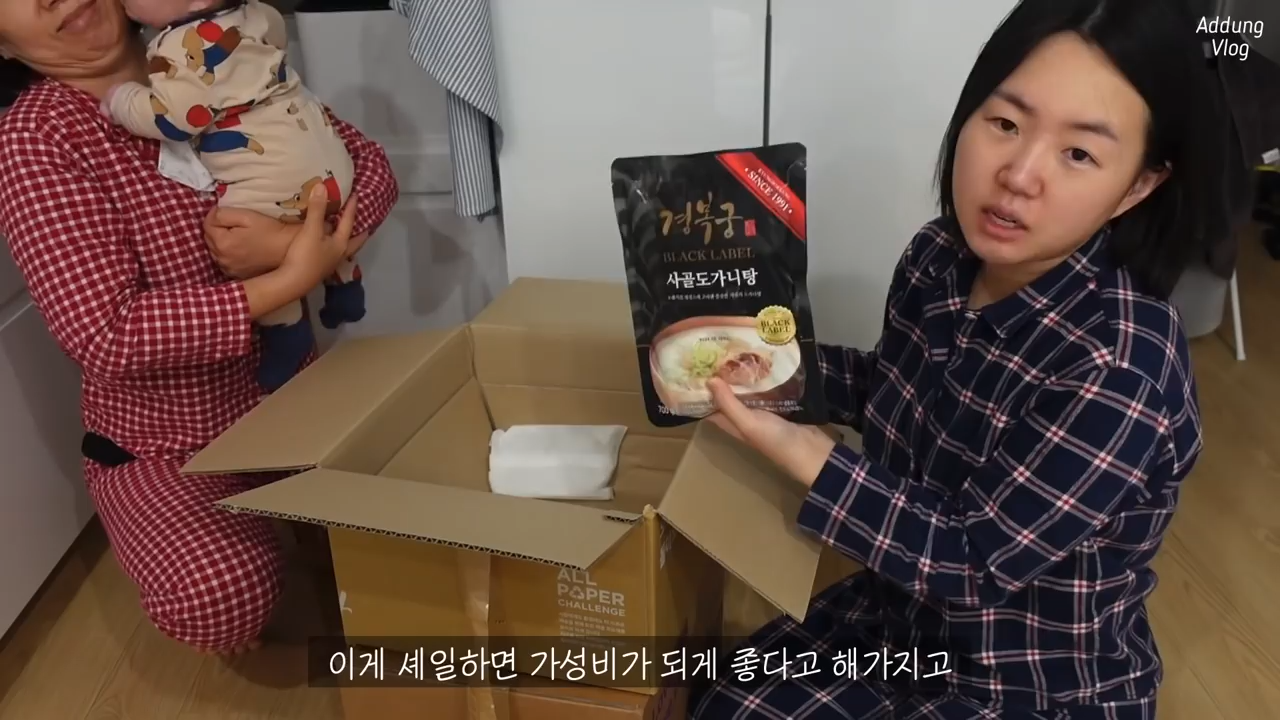 Addung
Vlog
SINCE 1991
경복궁
BLACK LABEL
사골도가니탕
BLACK
LABEL
ALL
PAPER
CHALLENGE
이게 세일하면 가성비가 되게 좋다고 해가지고